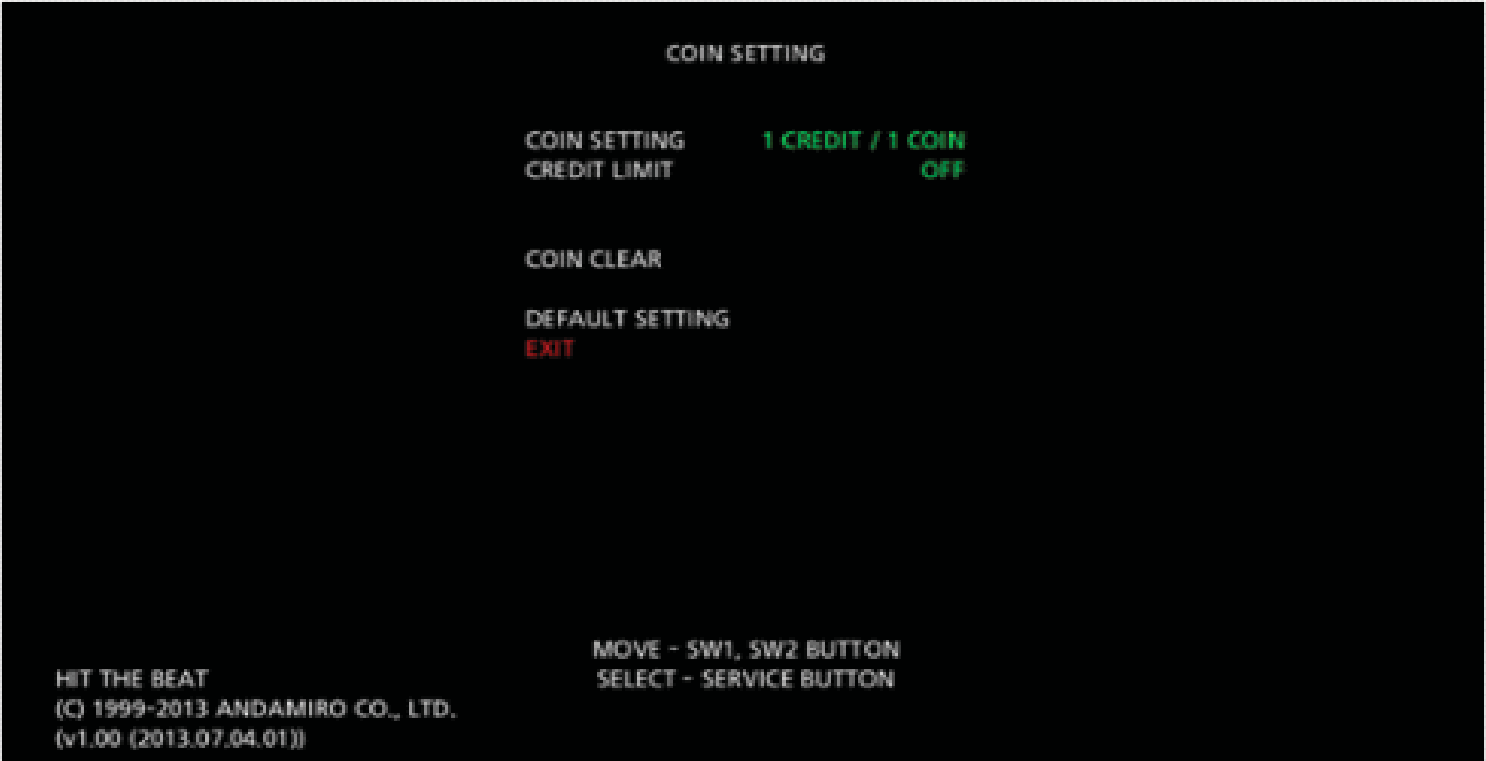 COIN SETTING
COIN SETTING 1 CREDIT / 1 COIN
CREDIT LIMIT OFF
COIN CLEAR
DEFAULT SETTING
EXIT
MOVE - SW1, SW2 BUTTON
SELECT - SERVICE BUTTON
HIT THE BEAT
(C) 1999-2013 ANDAMIRO CO., LTD.
(v1.00 (2013.07.04.01))